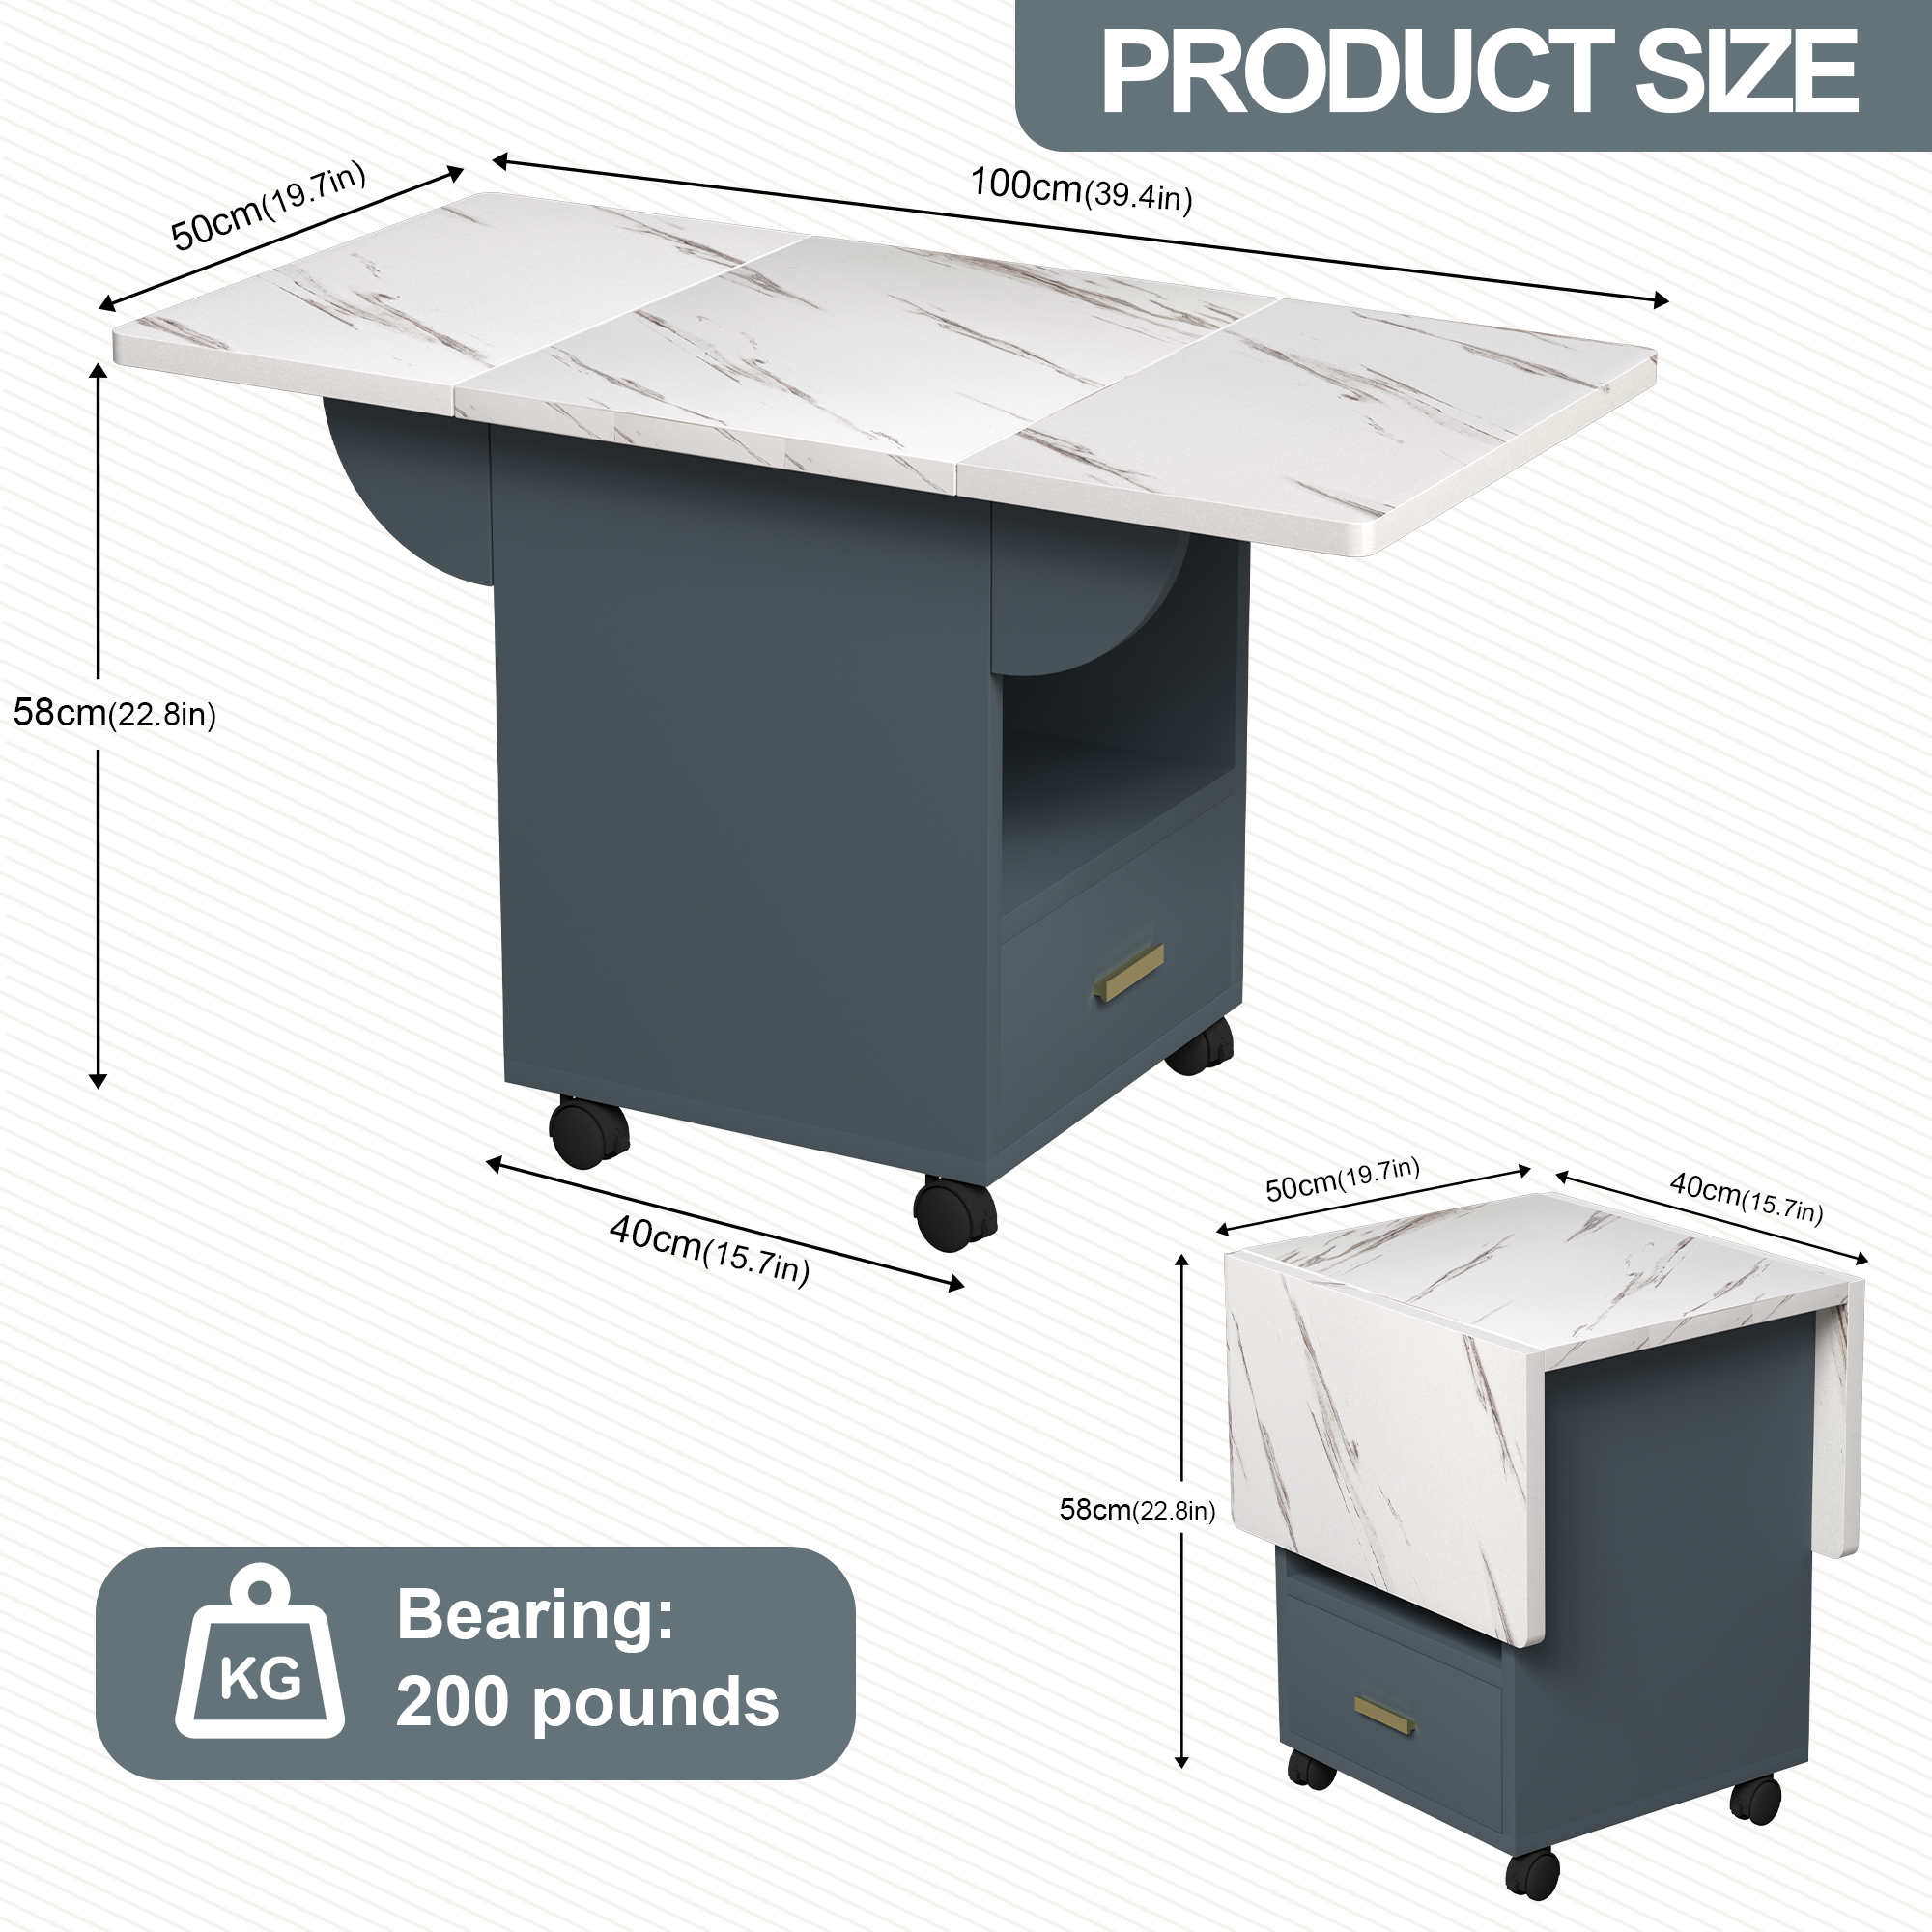 PRODUCT SIZE
50cm(19.7in)
100cm(39.4in)
58cm(22.8in)
40cm(15.7in)
50cm(19.7in)
40cm(15.7in)
58cm(22.8in)
KG
Bearing:
200 pounds